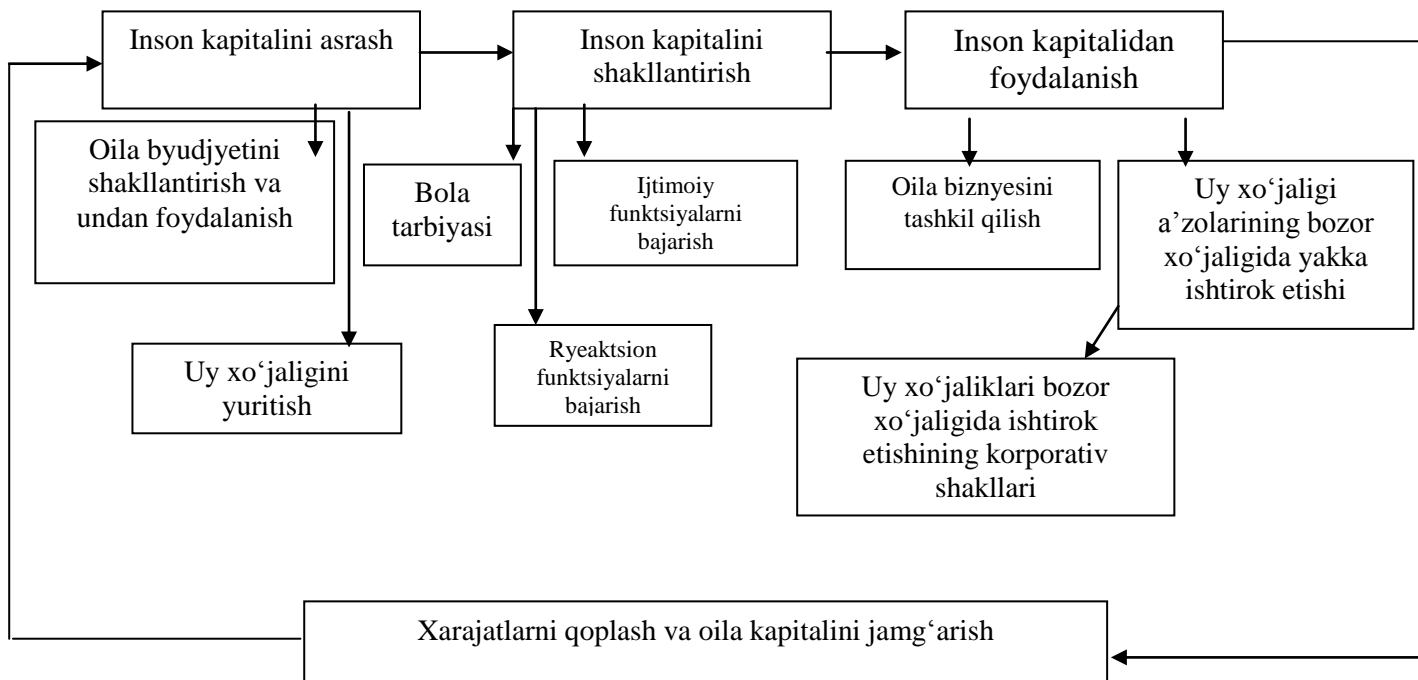 Inson kapitalini asrash
Inson kapitalini
shakllantirish
Inson kapitalidan
foydalanish
Oila byudjyetini
shakllantirish va
undan foydalanish
Bola
tarbiyasi
Ijtimoiy
funktsiyalarni
bajarish
Oila biznyesini
tashkil qilish
Uy xo‘jaligi
a’zolarining bozor
xo‘jaligida yakka
ishtirok etishi
Uy xo‘jaligini
yuritish
Ryeaktsion
funktsiyalarni
bajarish
Uy xo‘jaliklari bozor
xo‘jaligida ishtirok
etishining korporativ
shakllari
Xarajatlarni qoplash va oila kapitalini jamg‘arish